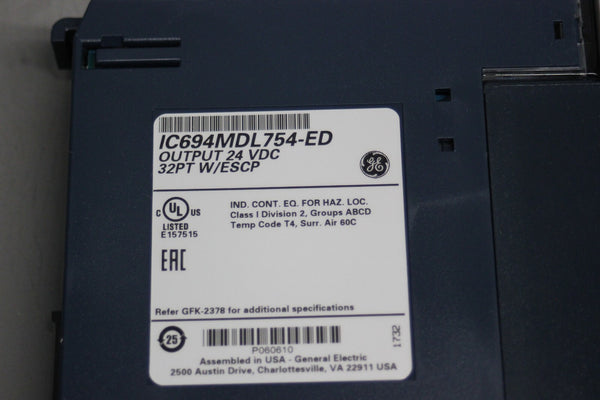 IC694MDL754-ED
OUTPUT 24 VDC
32PT W/ESCP
GE
C UL US
LISTED
E157515
IND. CONT. EQ. FOR HAZ. LOC.
Class I Division 2, Groups ABCD
Temp Code T4, Surr. Air 60C
EAC
Refer GFK-2378 for additional specifications
25
P060610
1732
Assembled in USA - General Electric
2500 Austin Drive, Charlottesville, VA 22911 USA